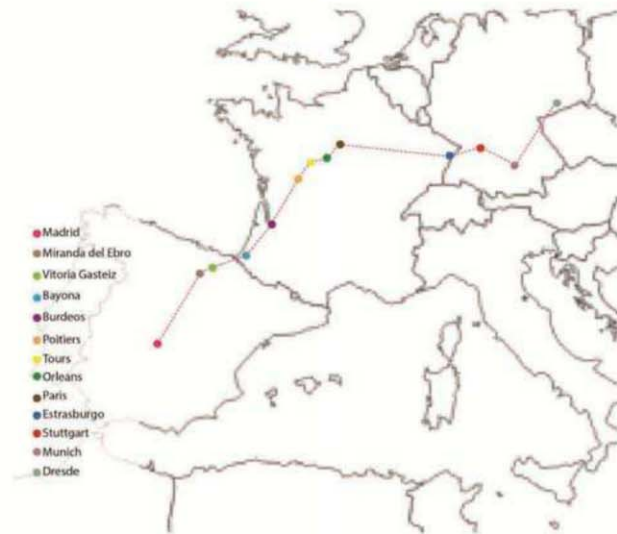 Madrid
Miranda del Ebro
Vitoria Gasteiz
Bayona
Burdeos
Poitiers
Tours
Orleans
Paris
Estrasburgo
Stuttgart
Munich
Dresde